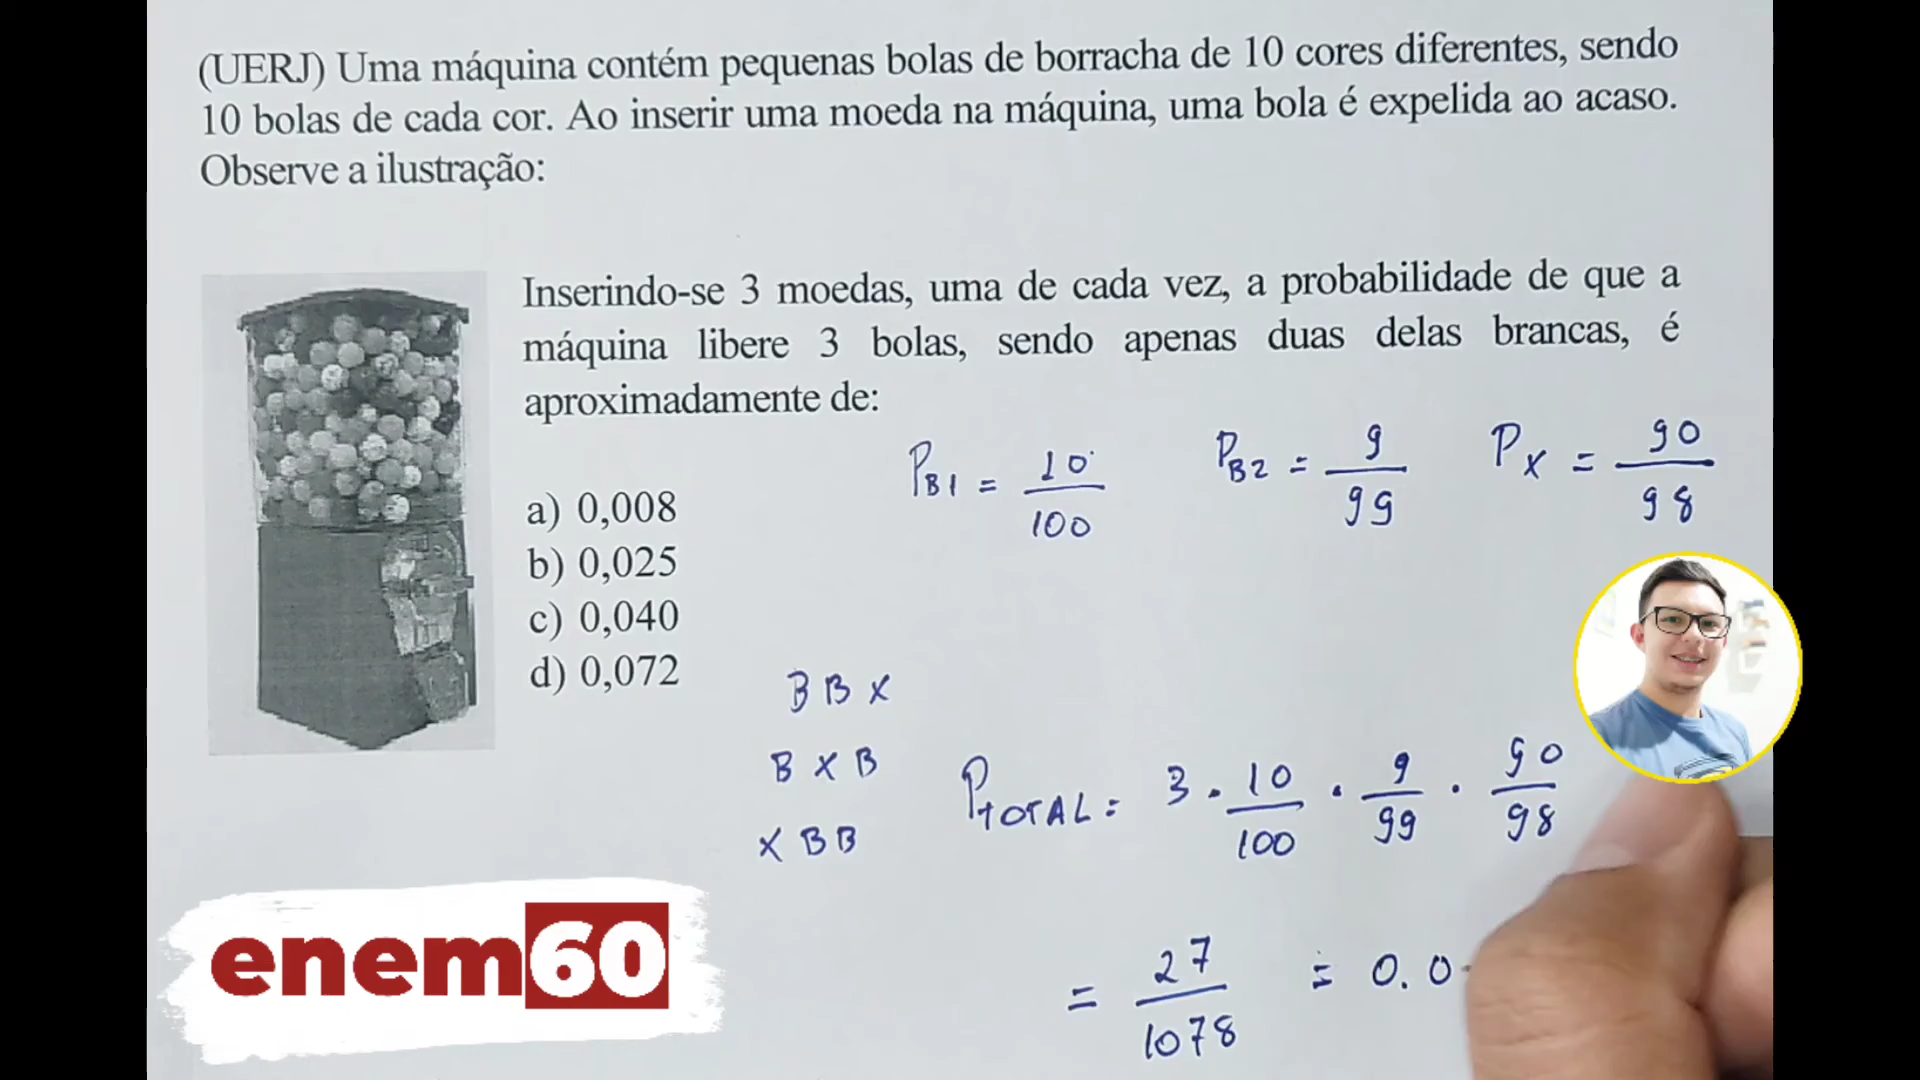 (UERJ) Uma máquina contém pequenas bolas de borracha de 10 cores diferentes, sendo
10 bolas de cada cor. Ao inserir uma moeda na máquina, uma bola é expelida ao acaso.
Observe a ilustração:
Inserindo-se 3 moedas, uma de cada vez, a probabilidade de que a
máquina libere 3 bolas, sendo apenas duas delas brancas, é
aproximadamente de:
P_B1 = 10/100 P_B2 = 9/99 P_X = 90/98
a) 0,008
b) 0,025
c) 0,040
d) 0,072
B B X
B X B
X B B
P_TOTAL = 3 · 10/100 · 9/99 · 90/98
= 27/1078 = 0.0
enem60